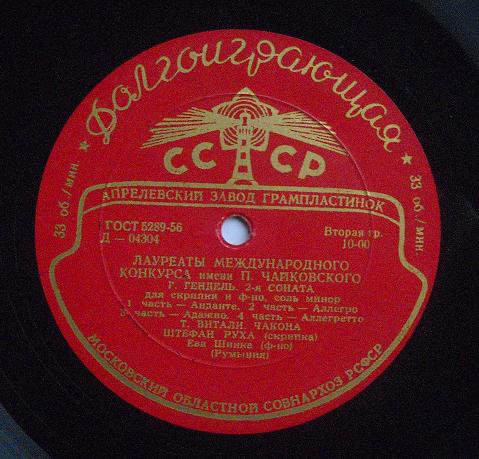 Долгоиграющая
33 об / мин.
33 об / мин.
СССР
АПРЕЛЕВСКИЙ ЗАВОД ГРАМПЛАСТИНОК
ГОСТ 5289-56
Д — 04304
Вторая гр.
10-00
ЛАУРЕАТЫ МЕЖДУНАРОДНОГО
КОНКУРСА имени П. ЧАЙКОВСКОГО
Г. ГЕНДЕЛЬ. 2-я СОНАТА
для скрипки и ф-но, соль минор
1 часть — Анданте. 2 часть — Аллегро
3 часть — Адажио. 4 часть — Аллегретто
Т. ВИТАЛИ. ЧАКОНА
ШТЕФАН РУХА (скрипка)
Ева Шинка (ф-но)
(Румыния)
МОСКОВСКИЙ ОБЛАСТНОЙ СОВНАРХОЗ РСФСР